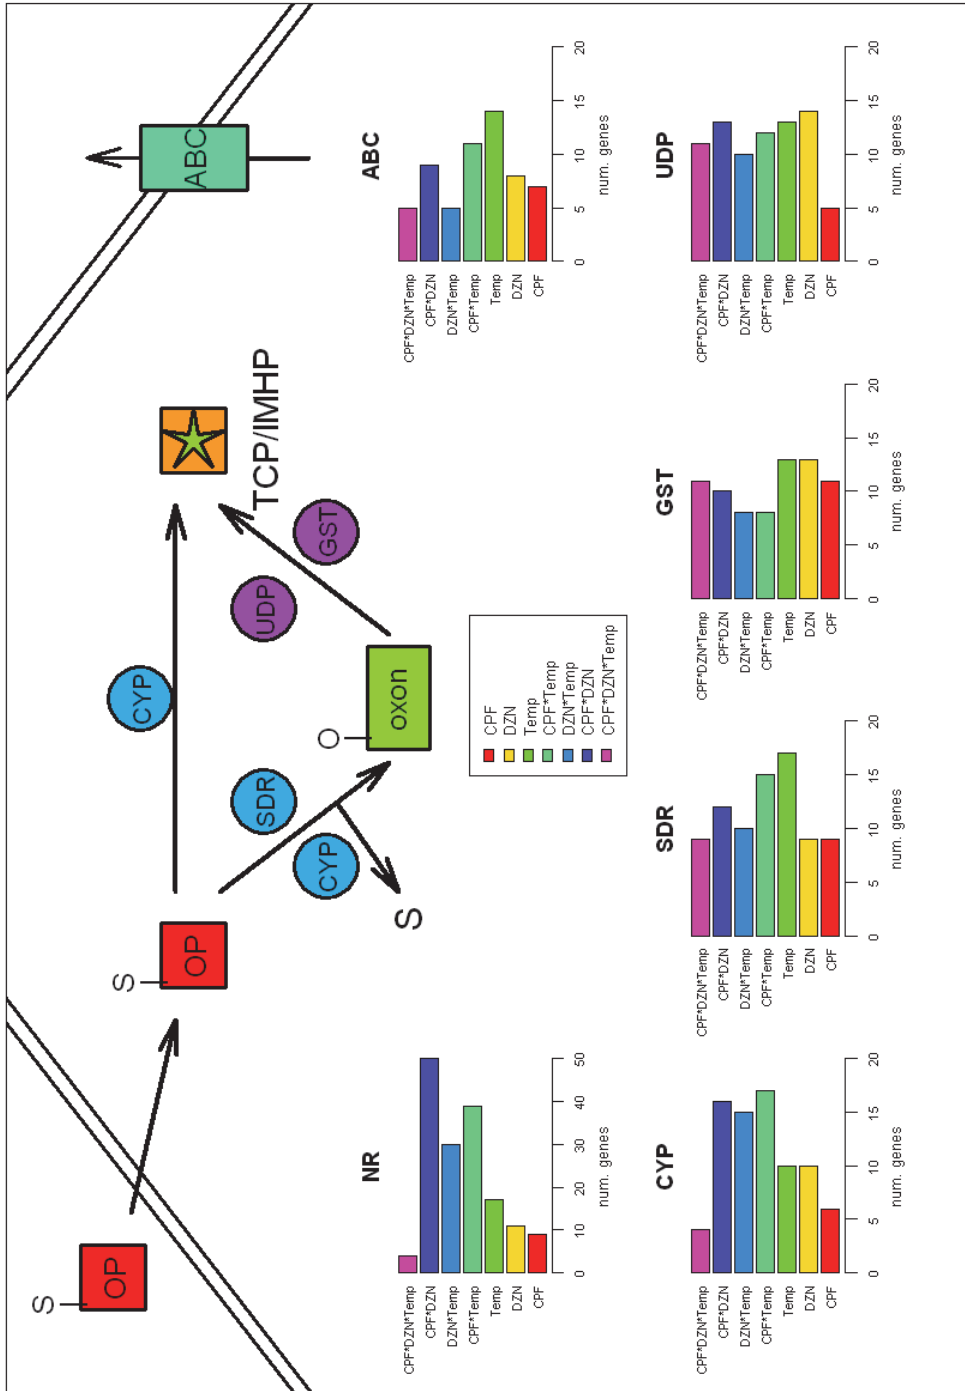 S
OP
S
OP
CYP
SDR
CYP
S
O
oxon
UDP
GST
TCP/IMHP
ABC
CPF
DZN
Temp
CPF*Temp
DZN*Temp
CPF*DZN
CPF*DZN*Temp
NR
CPF*DZN*Temp
CPF*DZN
DZN*Temp
CPF*Temp
Temp
DZN
CPF
0 10 20 30 40 50
num. genes
ABC
CPF*DZN*Temp
CPF*DZN
DZN*Temp
CPF*Temp
Temp
DZN
CPF
0 5 10 15 20
num. genes
CYP
CPF*DZN*Temp
CPF*DZN
DZN*Temp
CPF*Temp
Temp
DZN
CPF
0 5 10 15 20
num. genes
SDR
CPF*DZN*Temp
CPF*DZN
DZN*Temp
CPF*Temp
Temp
DZN
CPF
0 5 10 15 20
num. genes
GST
CPF*DZN*Temp
CPF*DZN
DZN*Temp
CPF*Temp
Temp
DZN
CPF
0 5 10 15 20
num. genes
UDP
CPF*DZN*Temp
CPF*DZN
DZN*Temp
CPF*Temp
Temp
DZN
CPF
0 5 10 15 20
num. genes